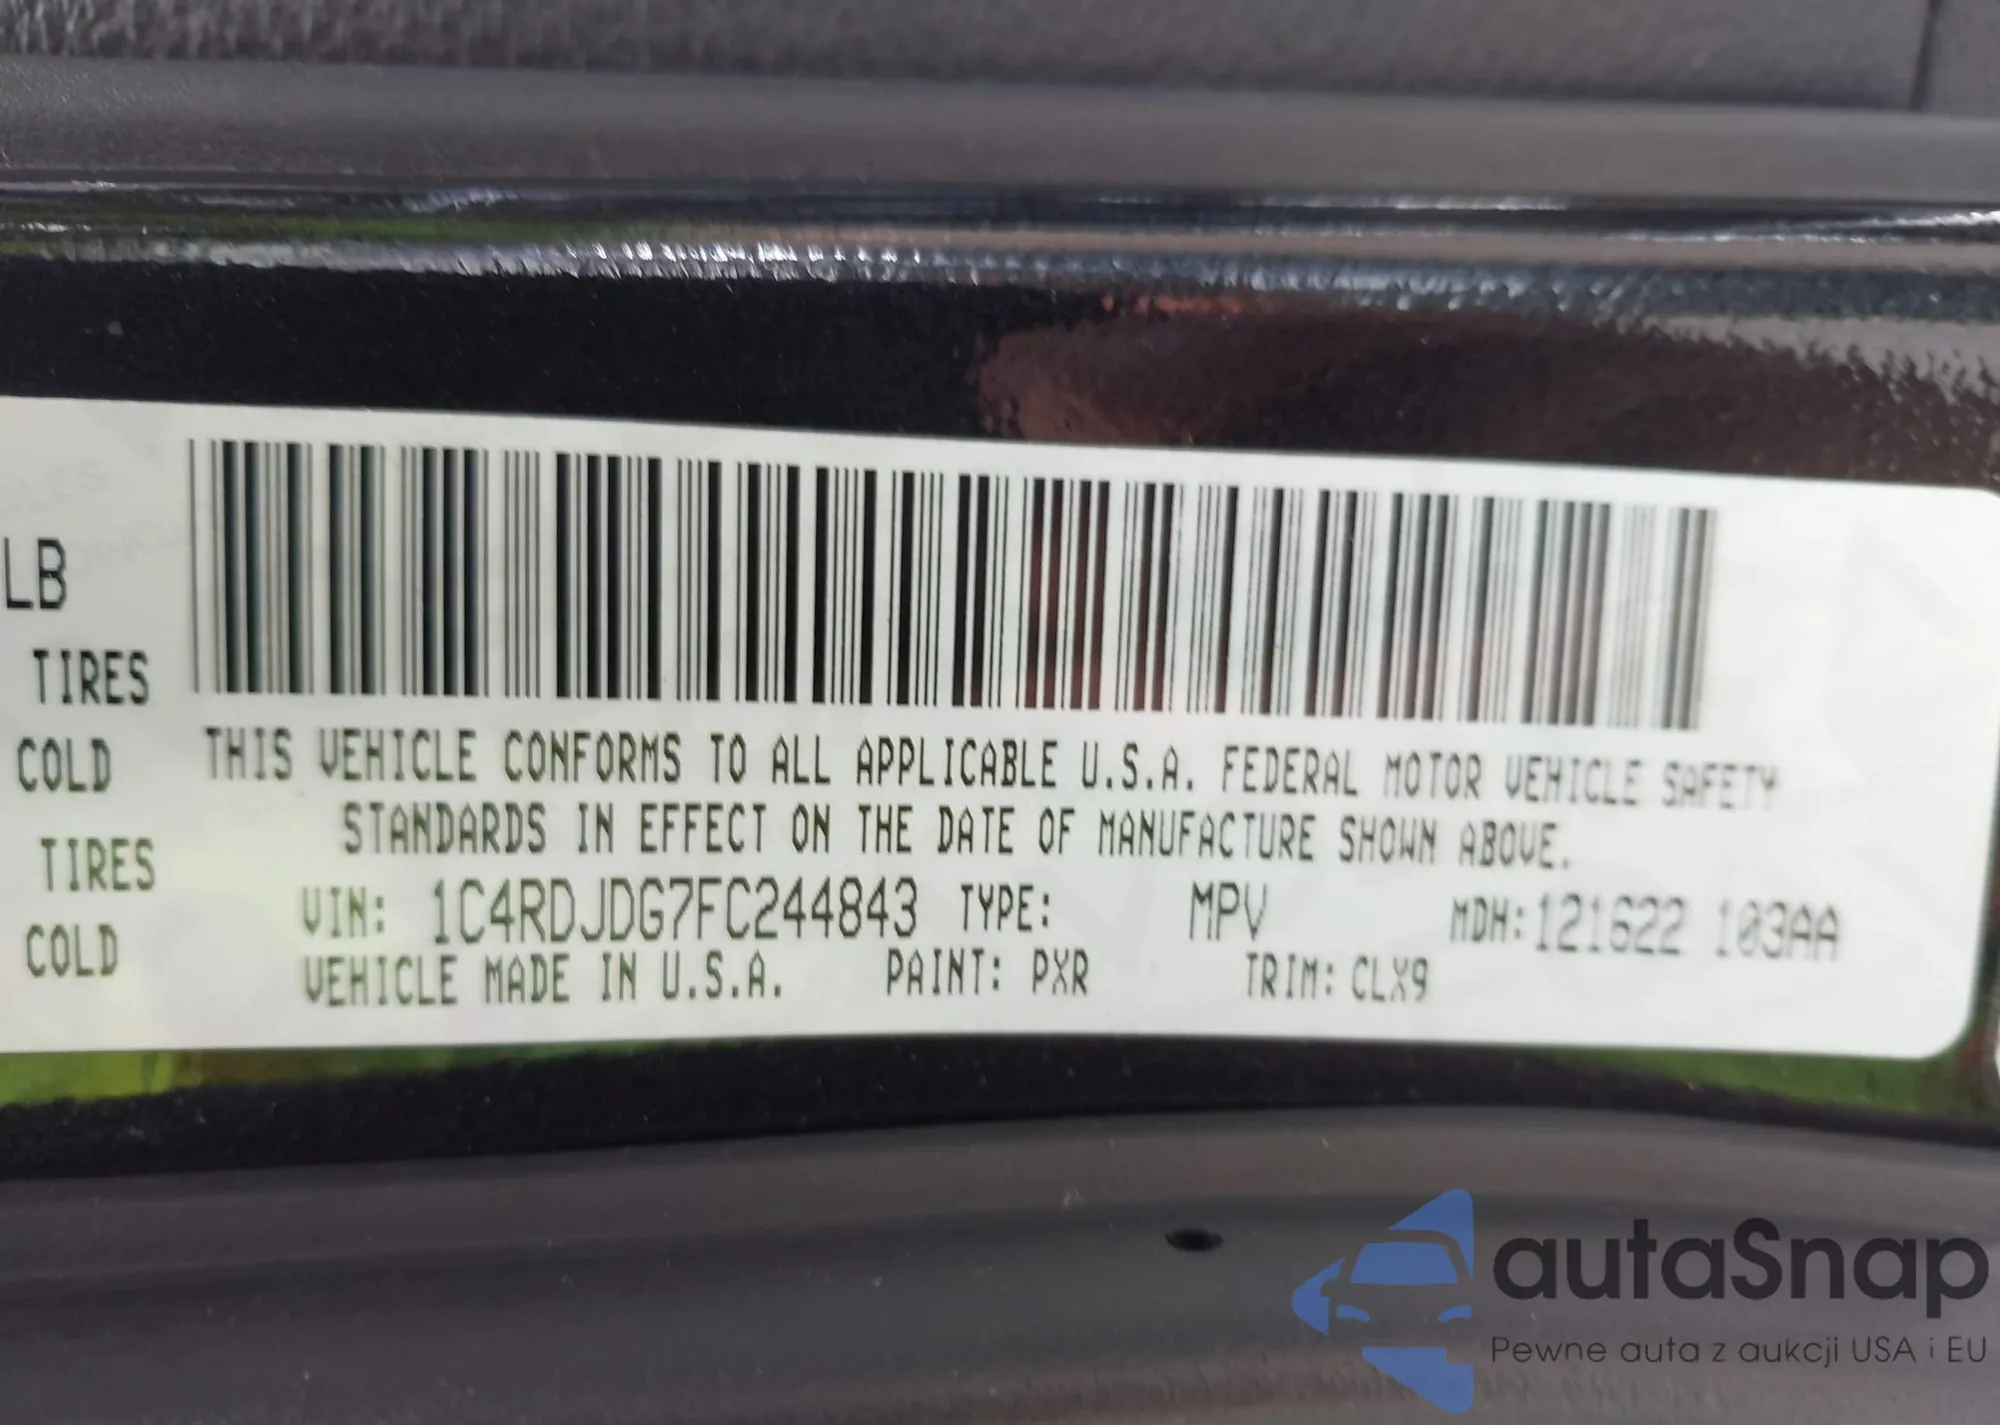 LB
TIRES
COLD
TIRES
COLD
THIS VEHICLE CONFORMS TO ALL APPLICABLE U.S.A. FEDERAL MOTOR VEHICLE SAFETY
STANDARDS IN EFFECT ON THE DATE OF MANUFACTURE SHOWN ABOVE.
VIN: 1C4RDJDG7FC244843 TYPE: MPV MDH:121622 103AA
VEHICLE MADE IN U.S.A. PAINT: PXR TRIM: CLX9
autaSnap
Pewne auta z aukcji USA i EU